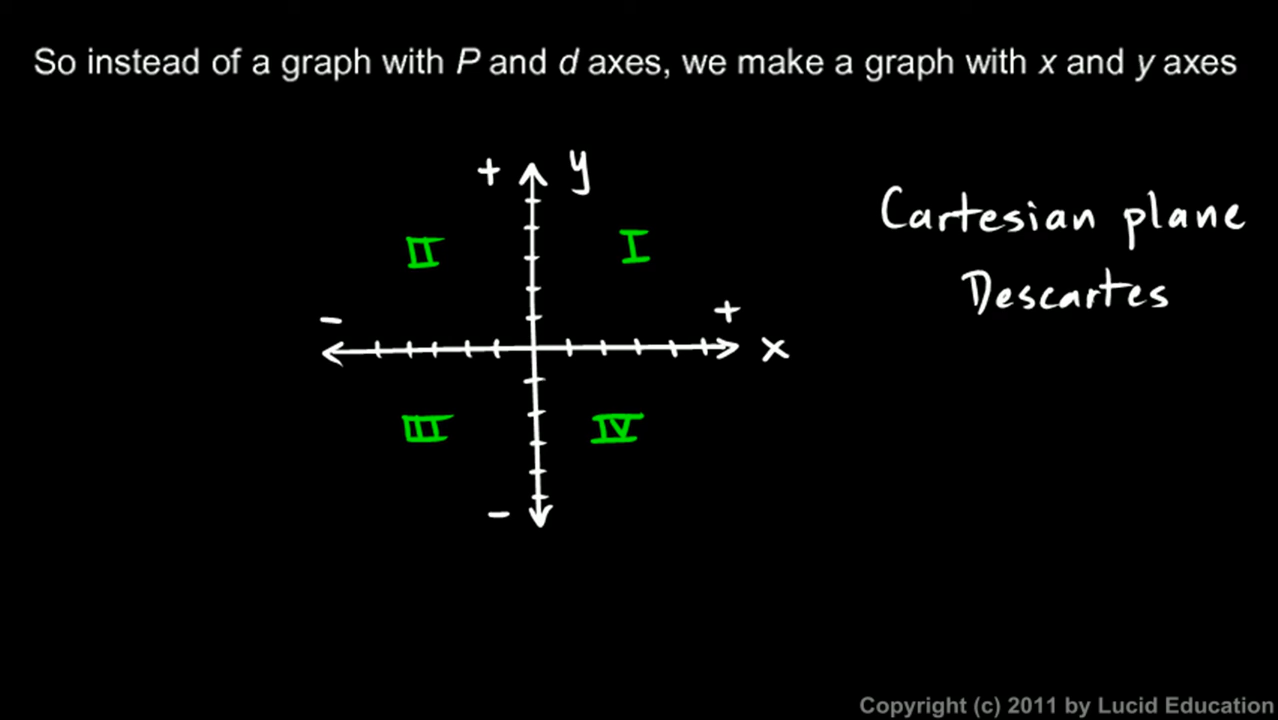 So instead of a graph with P and d axes, we make a graph with x and y axes
+ y
II I
Cartesian plane
Descartes
- +
x
III IV
-
Copyright (c) 2011 by Lucid Education